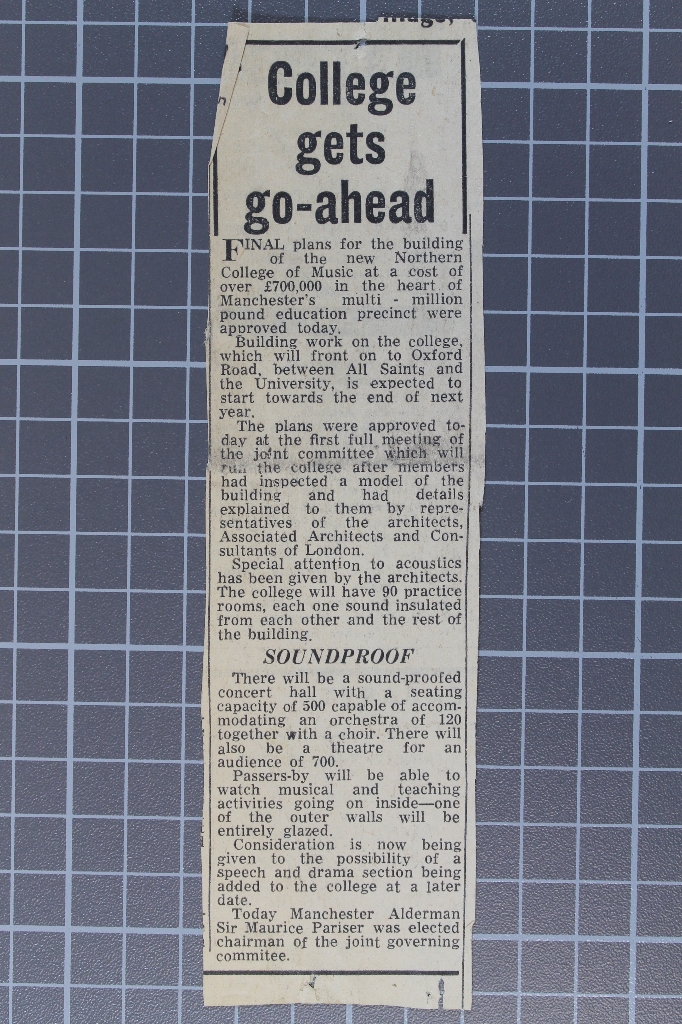 College
gets
go-ahead
FINAL plans for the building
of the new Northern
College of Music at a cost of
over £700,000 in the heart of
Manchester's multi - million
pound education precinct were
approved today.
Building work on the college,
which will front on to Oxford
Road, between All Saints and
the University, is expected to
start towards the end of next
year.
The plans were approved to-
day at the first full meeting of
the joint committee which will
run the college after members
had inspected a model of the
building and had details
explained to them by repre-
sentatives of the architects,
Associated Architects and Con-
sultants of London.
Special attention to acoustics
has been given by the architects.
The college will have 90 practice
rooms, each one sound insulated
from each other and the rest of
the building.
SOUNDPROOF
There will be a sound-proofed
concert hall with a seating
capacity of 500 capable of accom-
modating an orchestra of 120
together with a choir. There will
also be a theatre for an
audience of 700.
Passers-by will be able to
watch musical and teaching
activities going on inside—one
of the outer walls will be
entirely glazed.
Consideration is now being
given to the possibility of a
speech and drama section being
added to the college at a later
date.
Today Manchester Alderman
Sir Maurice Pariser was elected
chairman of the joint governing
commitee.